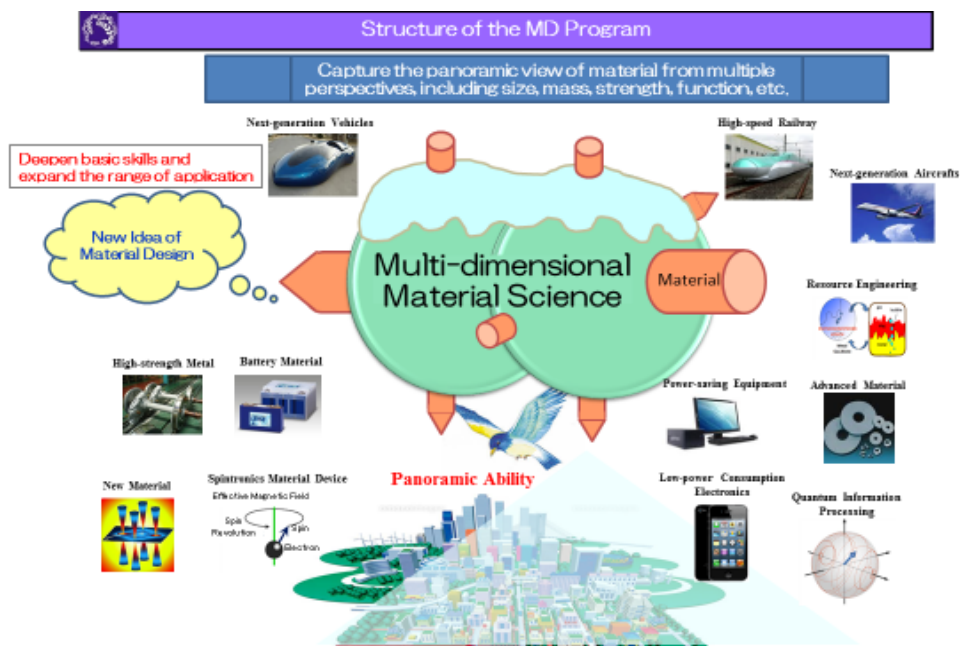 Structure of the MD Program
Capture the panoramic view of material from multiple
perspectives, including size, mass, strength, function, etc.
Next-generation Vehicles
High-speed Railway
Deepen basic skills and
expand the range of application
Next-generation Aircrafts
New Idea of
Material Design
Multi-dimensional
Material Science
Material
Resource Engineering
High-strength Metal
Battery Material
Power-saving Equipment
Advanced Material
Panoramic Ability
New Material
Spintronics Material Device
Effective Magnetic Field
Spin
Revolution
Spin
Electron
Low-power Consumption
Electronics
Quantum Information
Processing